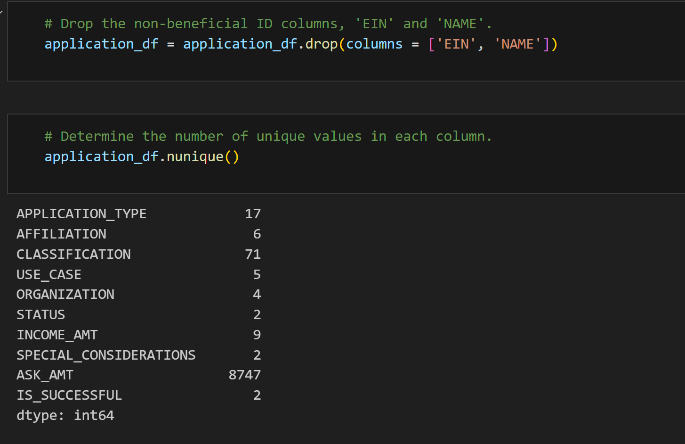 # Drop the non-beneficial ID columns, 'EIN' and 'NAME'.
application_df = application_df.drop(columns = ['EIN', 'NAME'])
# Determine the number of unique values in each column.
application_df.nunique()
APPLICATION_TYPE 17
AFFILIATION 6
CLASSIFICATION 71
USE_CASE 5
ORGANIZATION 4
STATUS 2
INCOME_AMT 9
SPECIAL_CONSIDERATIONS 2
ASK_AMT 8747
IS_SUCCESSFUL 2
dtype: int64